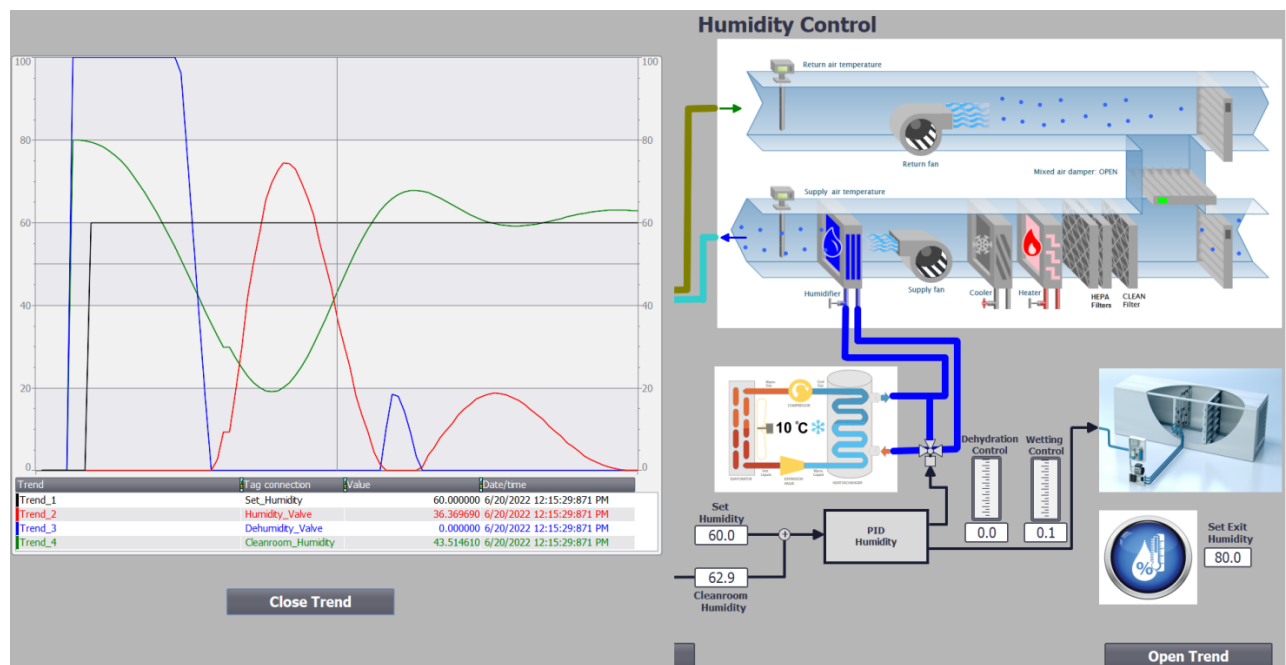 Humidity Control
100
80
60
40
20
0
100
80
60
40
20
0
Trend Tag connection Value Date/time
Trend_1 Set_Humidity 60.000000 6/20/2022 12:15:29:871 PM
Trend_2 Humidity_Valve 36.369690 6/20/2022 12:15:29:871 PM
Trend_3 Dehumidity_Valve 0.000000 6/20/2022 12:15:29:871 PM
Trend_4 Cleanroom_Humidity 43.514610 6/20/2022 12:15:29:871 PM
Close Trend
Return air temperature
Return fan
Mixed air damper: OPEN
Supply air temperature
Humidifier
Supply fan
Cooler
Heater
HEPA
Filters
CLEAN
Filter
COMPRESSOR
10 °C
Dehydration
Control
Wetting
Control
0.0
0.1
Set
Humidity
60.0
+
PID
Humidity
62.9
Cleanroom
Humidity
%
Set Exit
Humidity
80.0
Open Trend